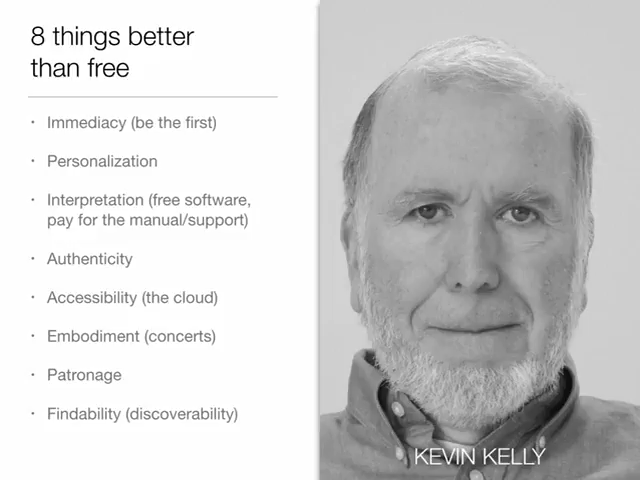 8 things better
than free
• Immediacy (be the first)
• Personalization
• Interpretation (free software,
pay for the manual/support)
• Authenticity
• Accessibility (the cloud)
• Embodiment (concerts)
• Patronage
• Findability (discoverability)
KEVIN KELLY